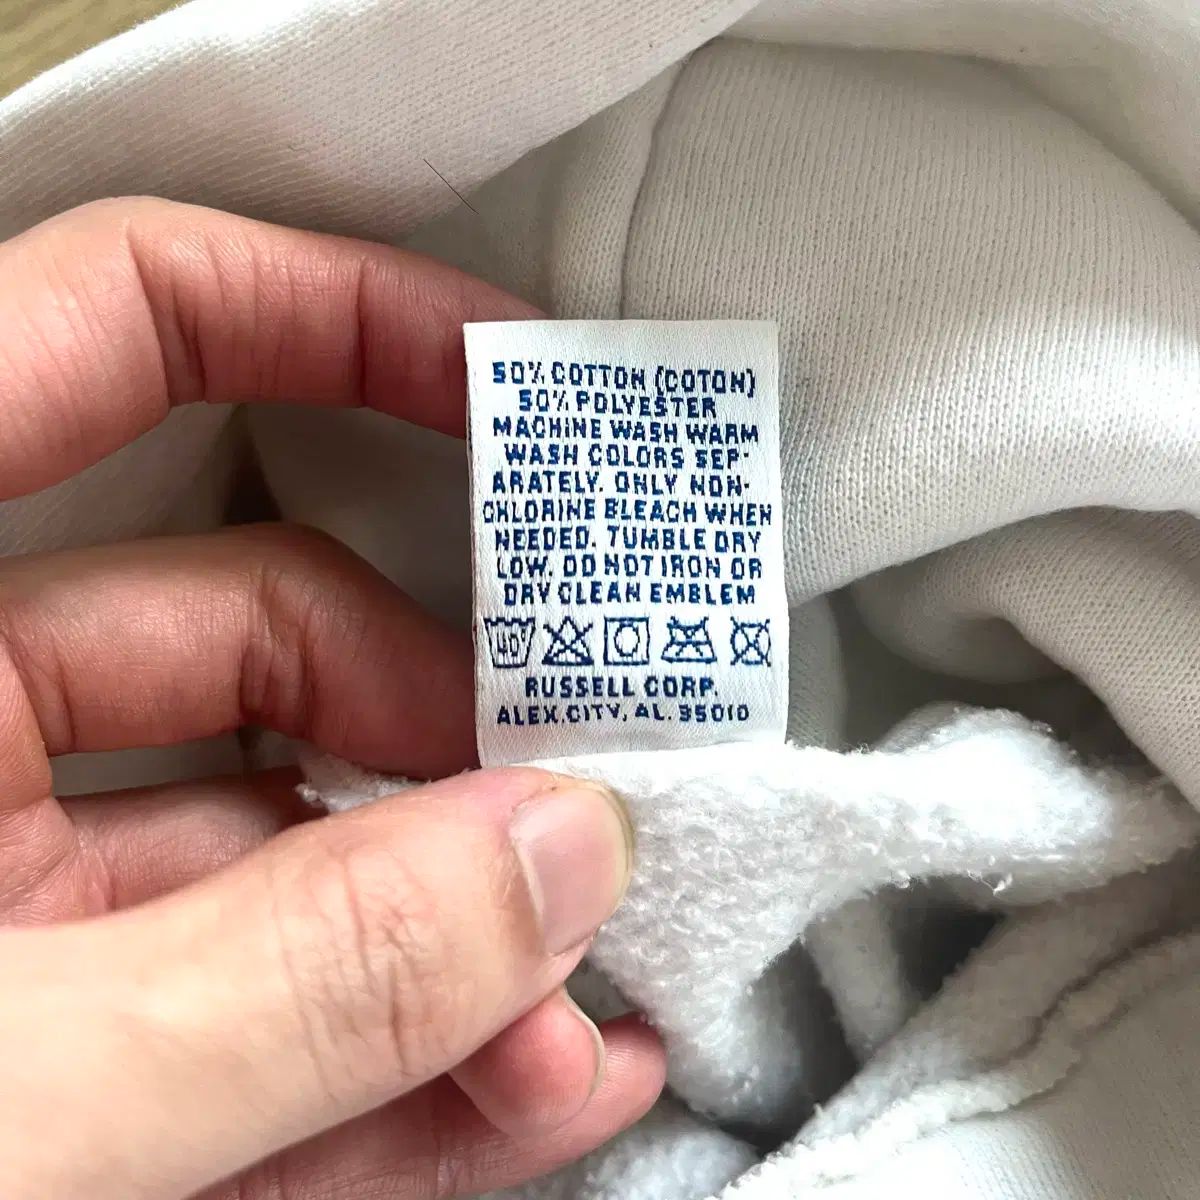 50% COTTON (COTON)
50% POLYESTER
MACHINE WASH WARM
WASH COLORS SEP-
ARATELY. ONLY NON-
CHLORINE BLEACH WHEN
NEEDED. TUMBLE DRY
LOW. DO NOT IRON OR
DRY CLEAN EMBLEM
40
RUSSELL CORP.
ALEX.CITY, AL. 35010